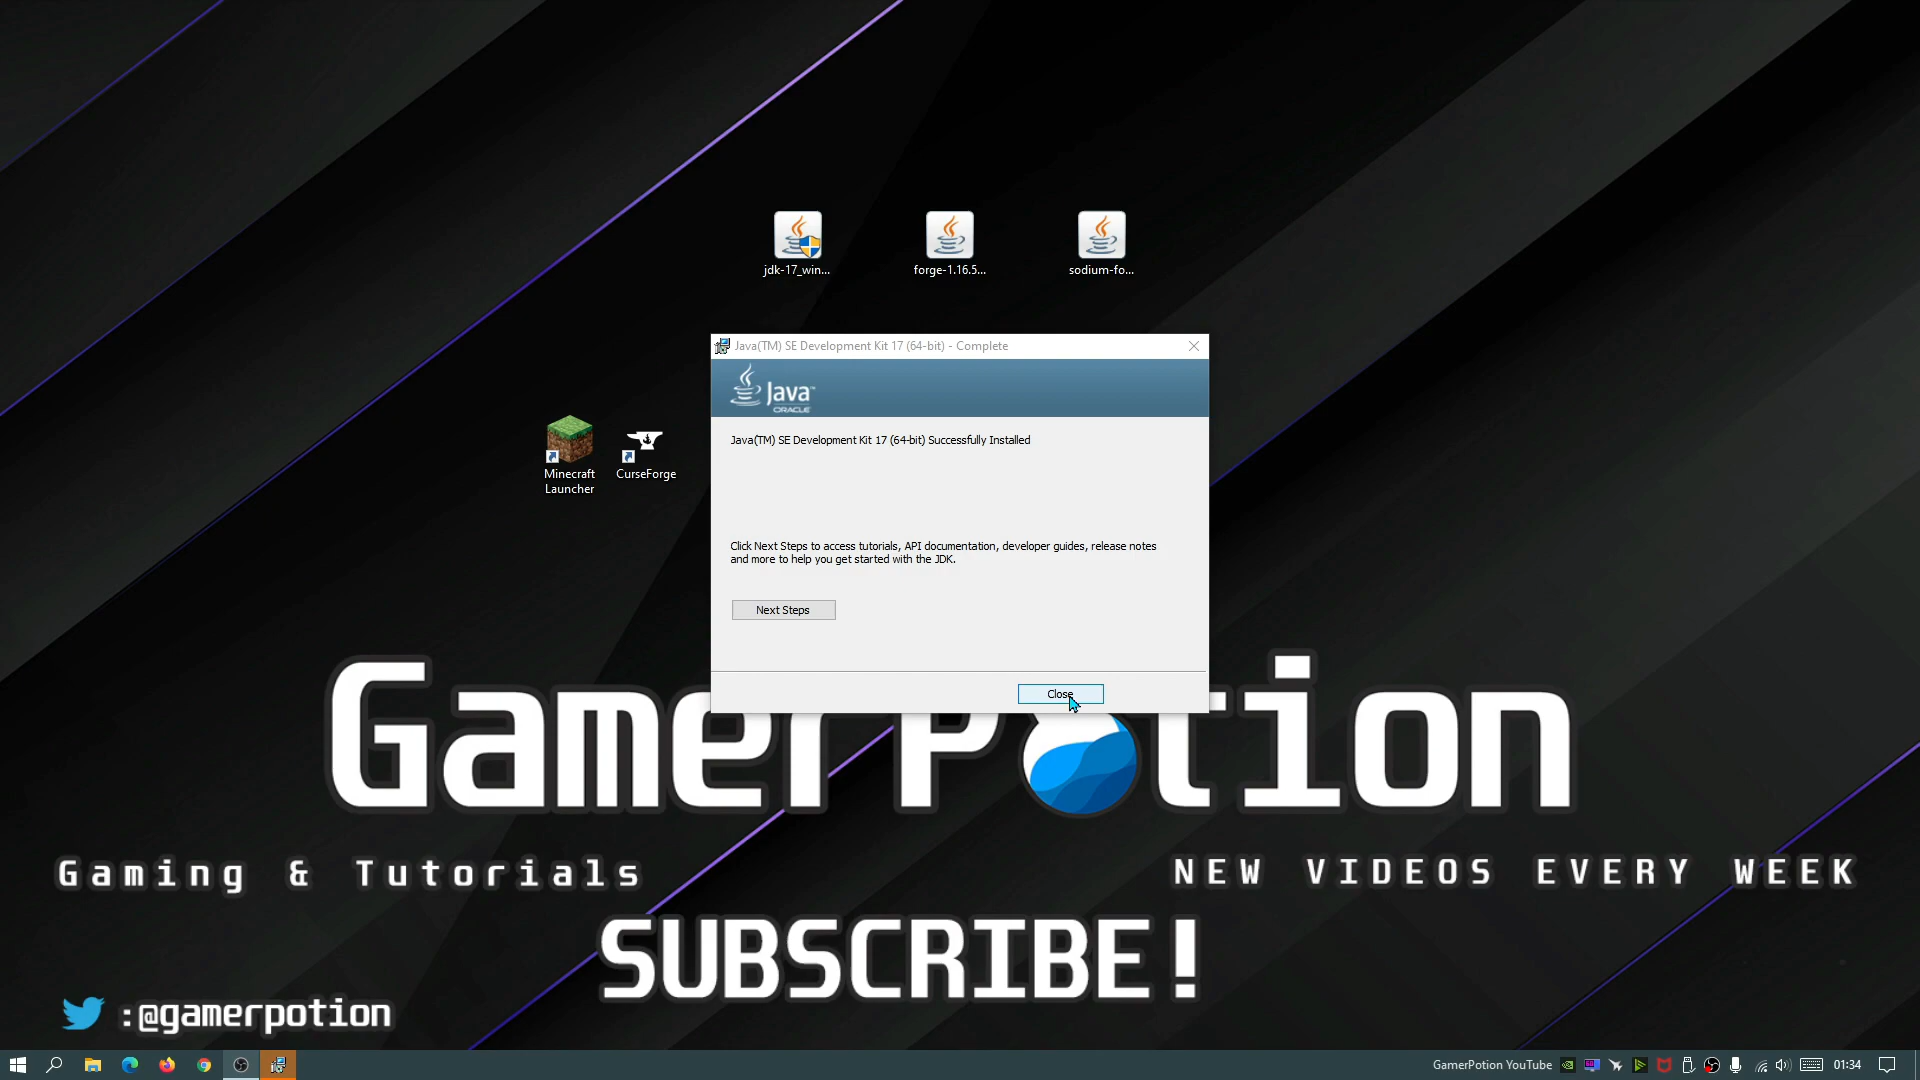 jdk-17_win...
forge-1.16.5...
sodium-fo...
Java(TM) SE Development Kit 17 (64-bit) - Complete
Java™
ORACLE
Java(TM) SE Development Kit 17 (64-bit) Successfully Installed
Minecraft
Launcher
CurseForge
Click Next Steps to access tutorials, API documentation, developer guides, release notes
and more to help you get started with the JDK.
Next Steps
Close
GamerPotion
Gaming & Tutorials
NEW VIDEOS EVERY WEEK
SUBSCRIBE!
:@gamerpotion
GamerPotion YouTube
01:34